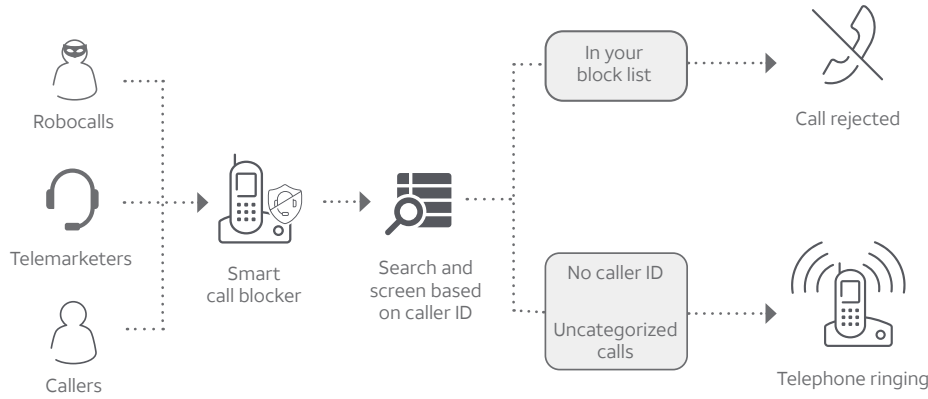 Robocalls
Telemarketers
Callers
Smart
call blocker
Search and
screen based
on caller ID
In your
block list
Call rejected
No caller ID
Uncategorized
calls
Telephone ringing